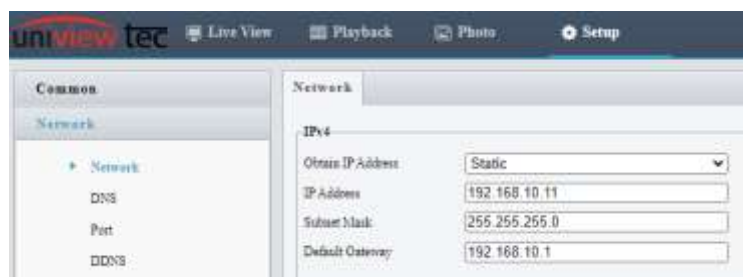 uniview tec Live View Playback Photo Setup
Common
Network
Network
Network
DNS
Port
DDNS
IPv4
Obtain IP Address Static
IP Address 192.168.10.11
Subnet Mask 255.255.255.0
Default Gateway 192.168.10.1